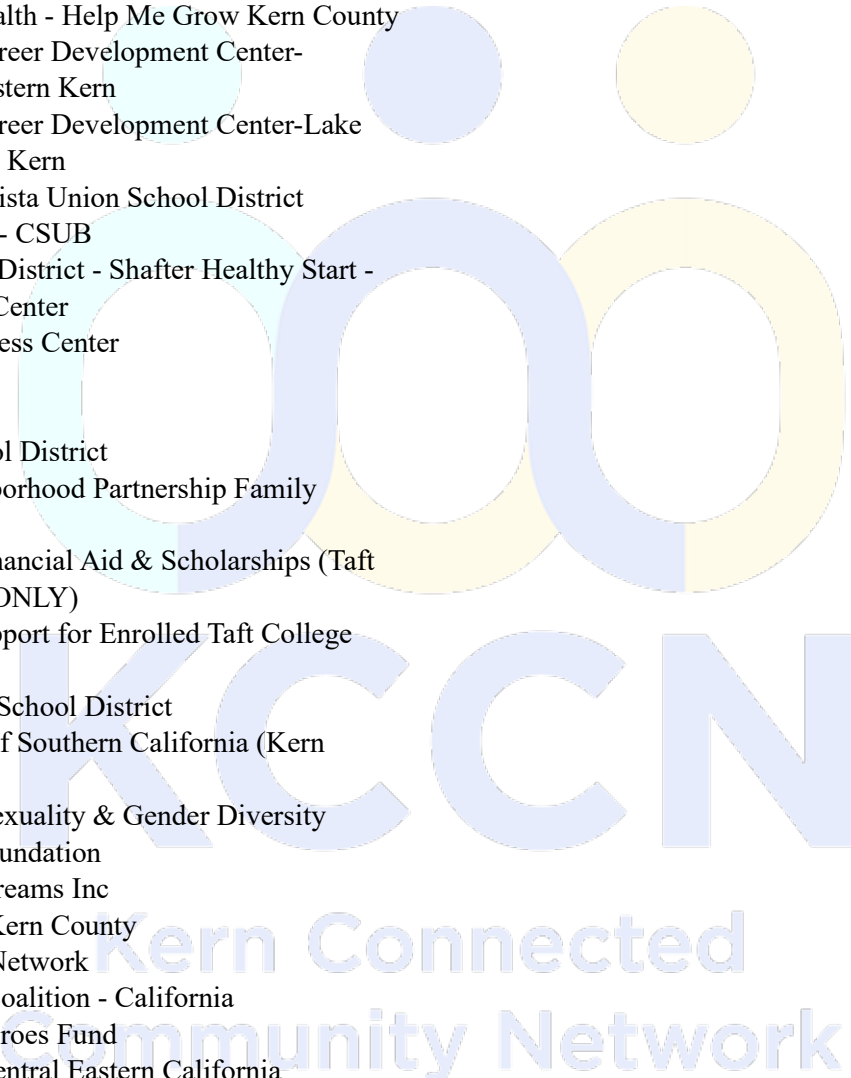 alth - Help Me Grow Kern County
reer Development Center-
stern Kern
reer Development Center-Lake
Kern
ista Union School District
- CSUB
District - Shafter Healthy Start -
Center
ess Center
ol District
orhood Partnership Family
nancial Aid & Scholarships (Taft
ONLY)
pport for Enrolled Taft College
School District
f Southern California (Kern
exuality & Gender Diversity
undation
reams Inc
Kern County
Network
oalition - California
roes Fund
entral Eastern California
KCCN
Kern Connected
Community Network